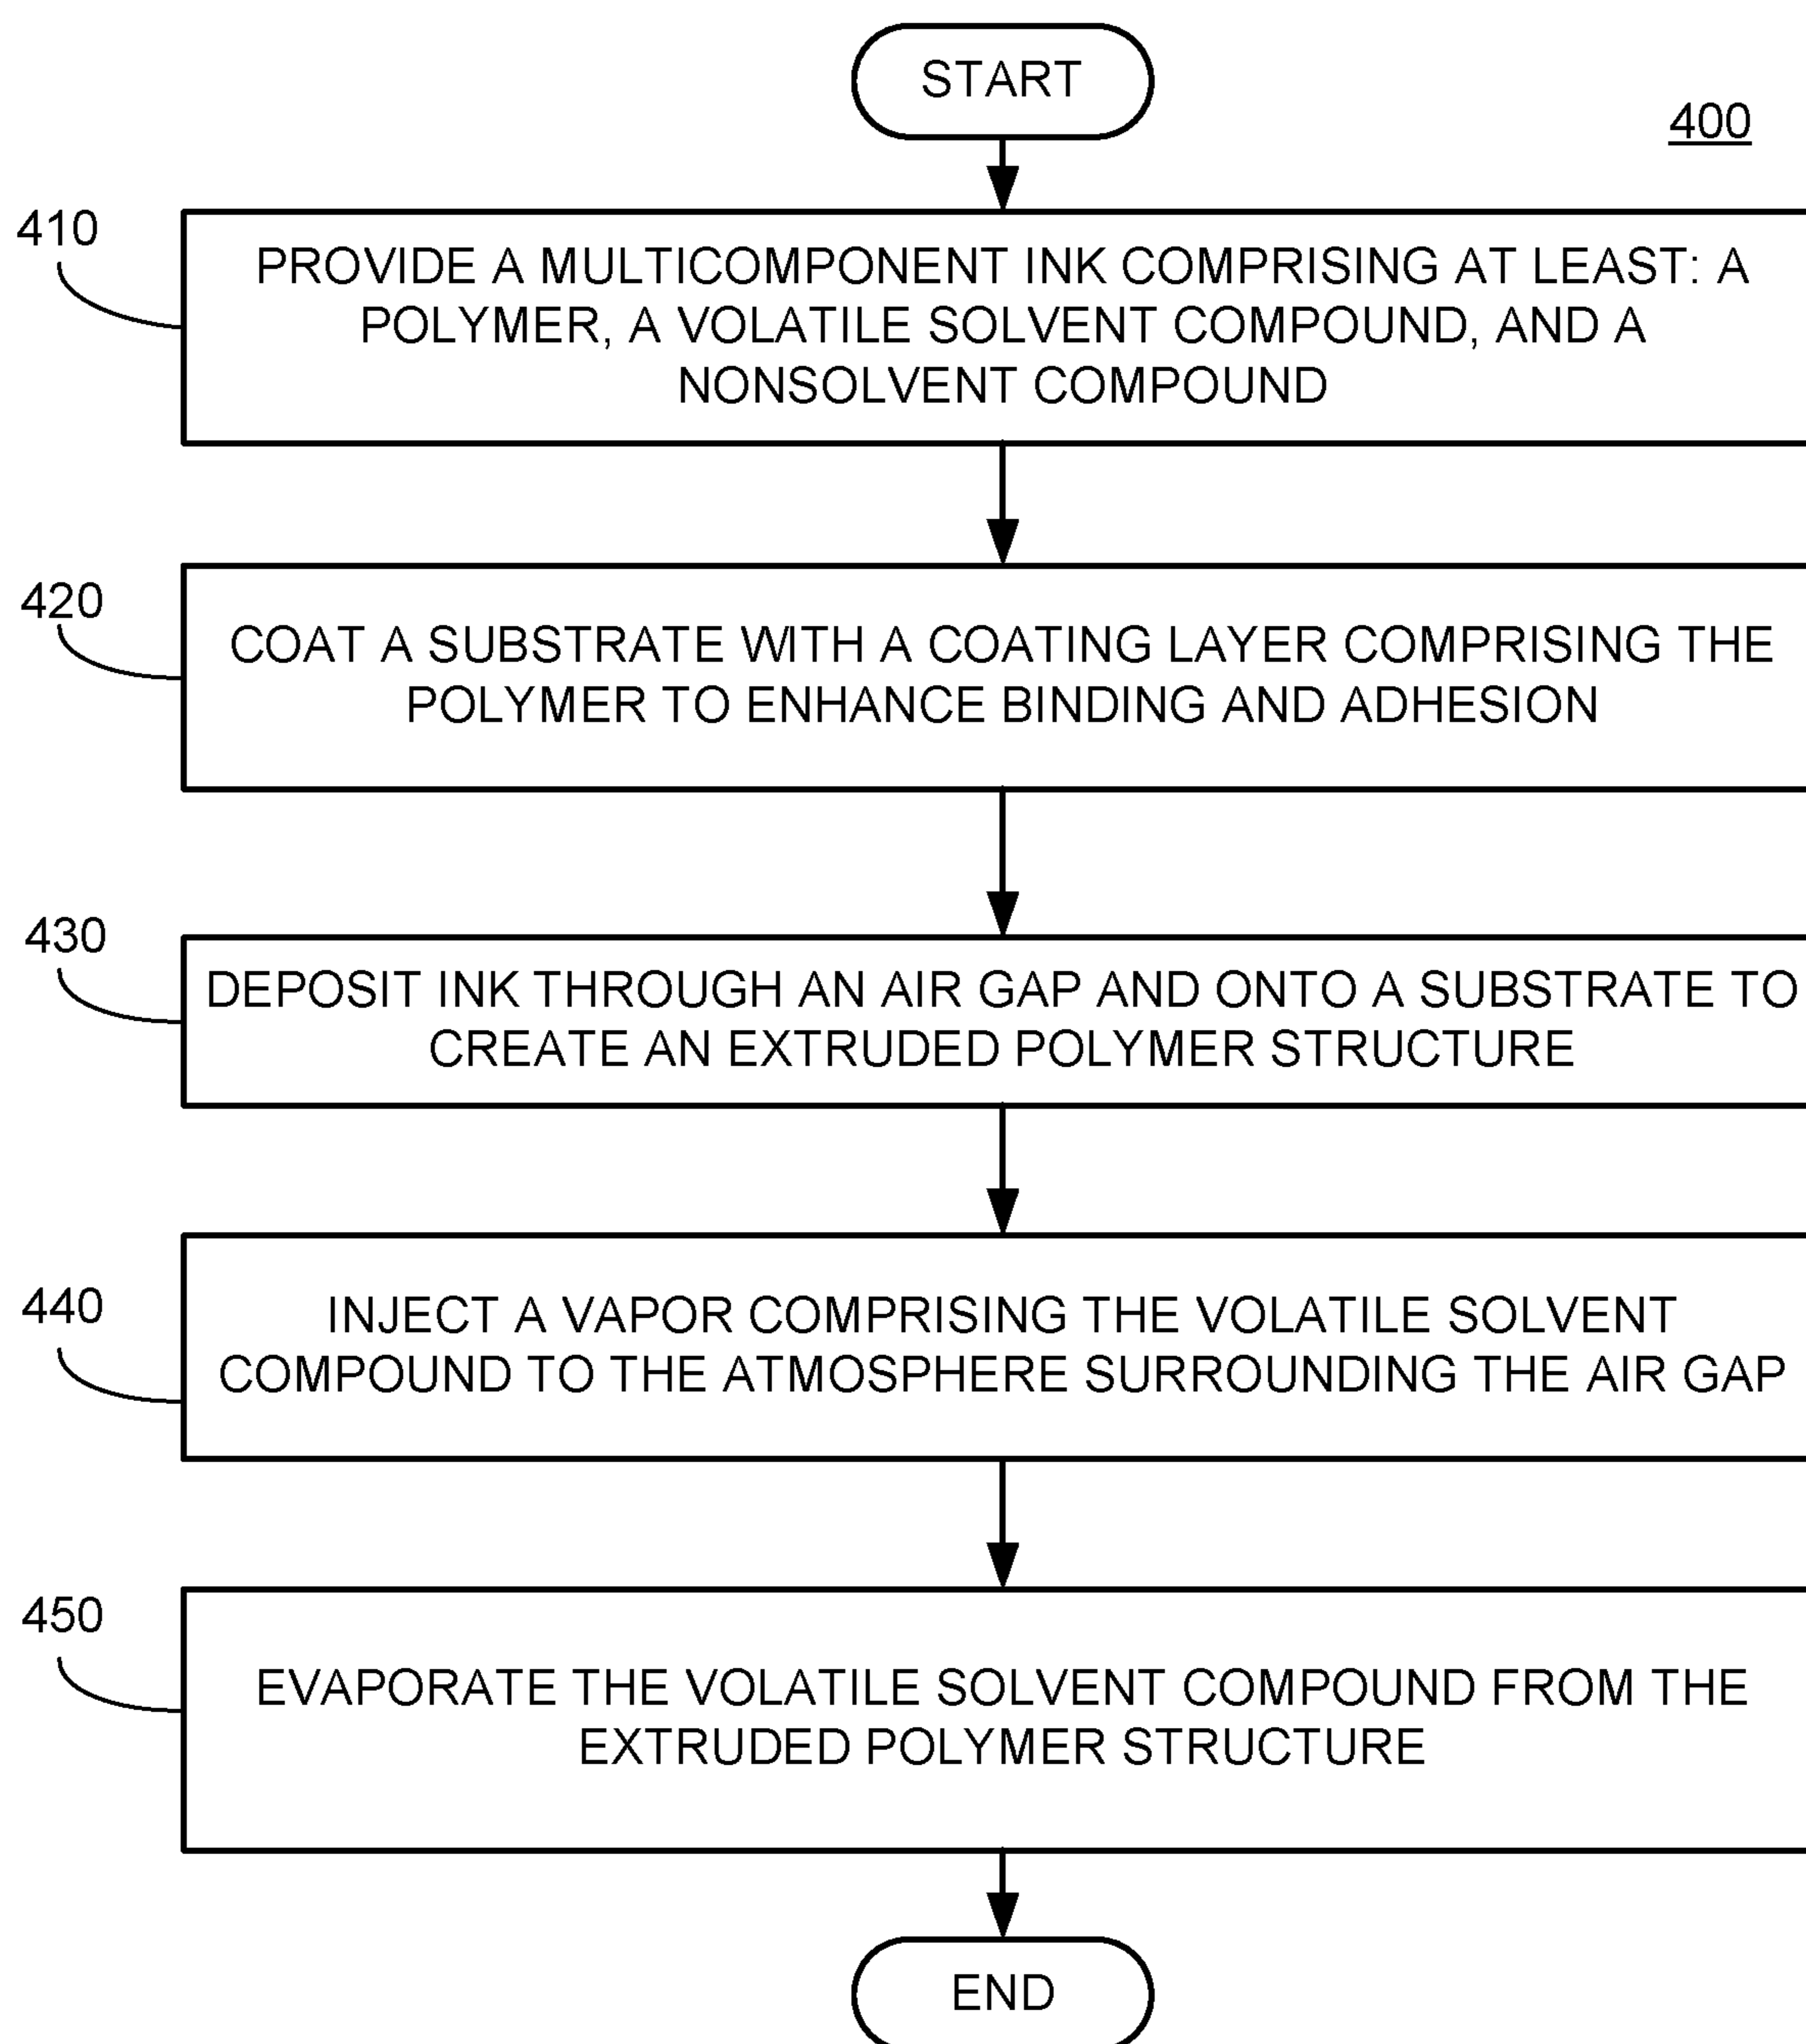 START
400
410
PROVIDE A MULTICOMPONENT INK COMPRISING AT LEAST: A
POLYMER, A VOLATILE SOLVENT COMPOUND, AND A
NONSOLVENT COMPOUND
420
COAT A SUBSTRATE WITH A COATING LAYER COMPRISING THE
POLYMER TO ENHANCE BINDING AND ADHESION
430
DEPOSIT INK THROUGH AN AIR GAP AND ONTO A SUBSTRATE TO
CREATE AN EXTRUDED POLYMER STRUCTURE
440
INJECT A VAPOR COMPRISING THE VOLATILE SOLVENT
COMPOUND TO THE ATMOSPHERE SURROUNDING THE AIR GAP
450
EVAPORATE THE VOLATILE SOLVENT COMPOUND FROM THE
EXTRUDED POLYMER STRUCTURE
END